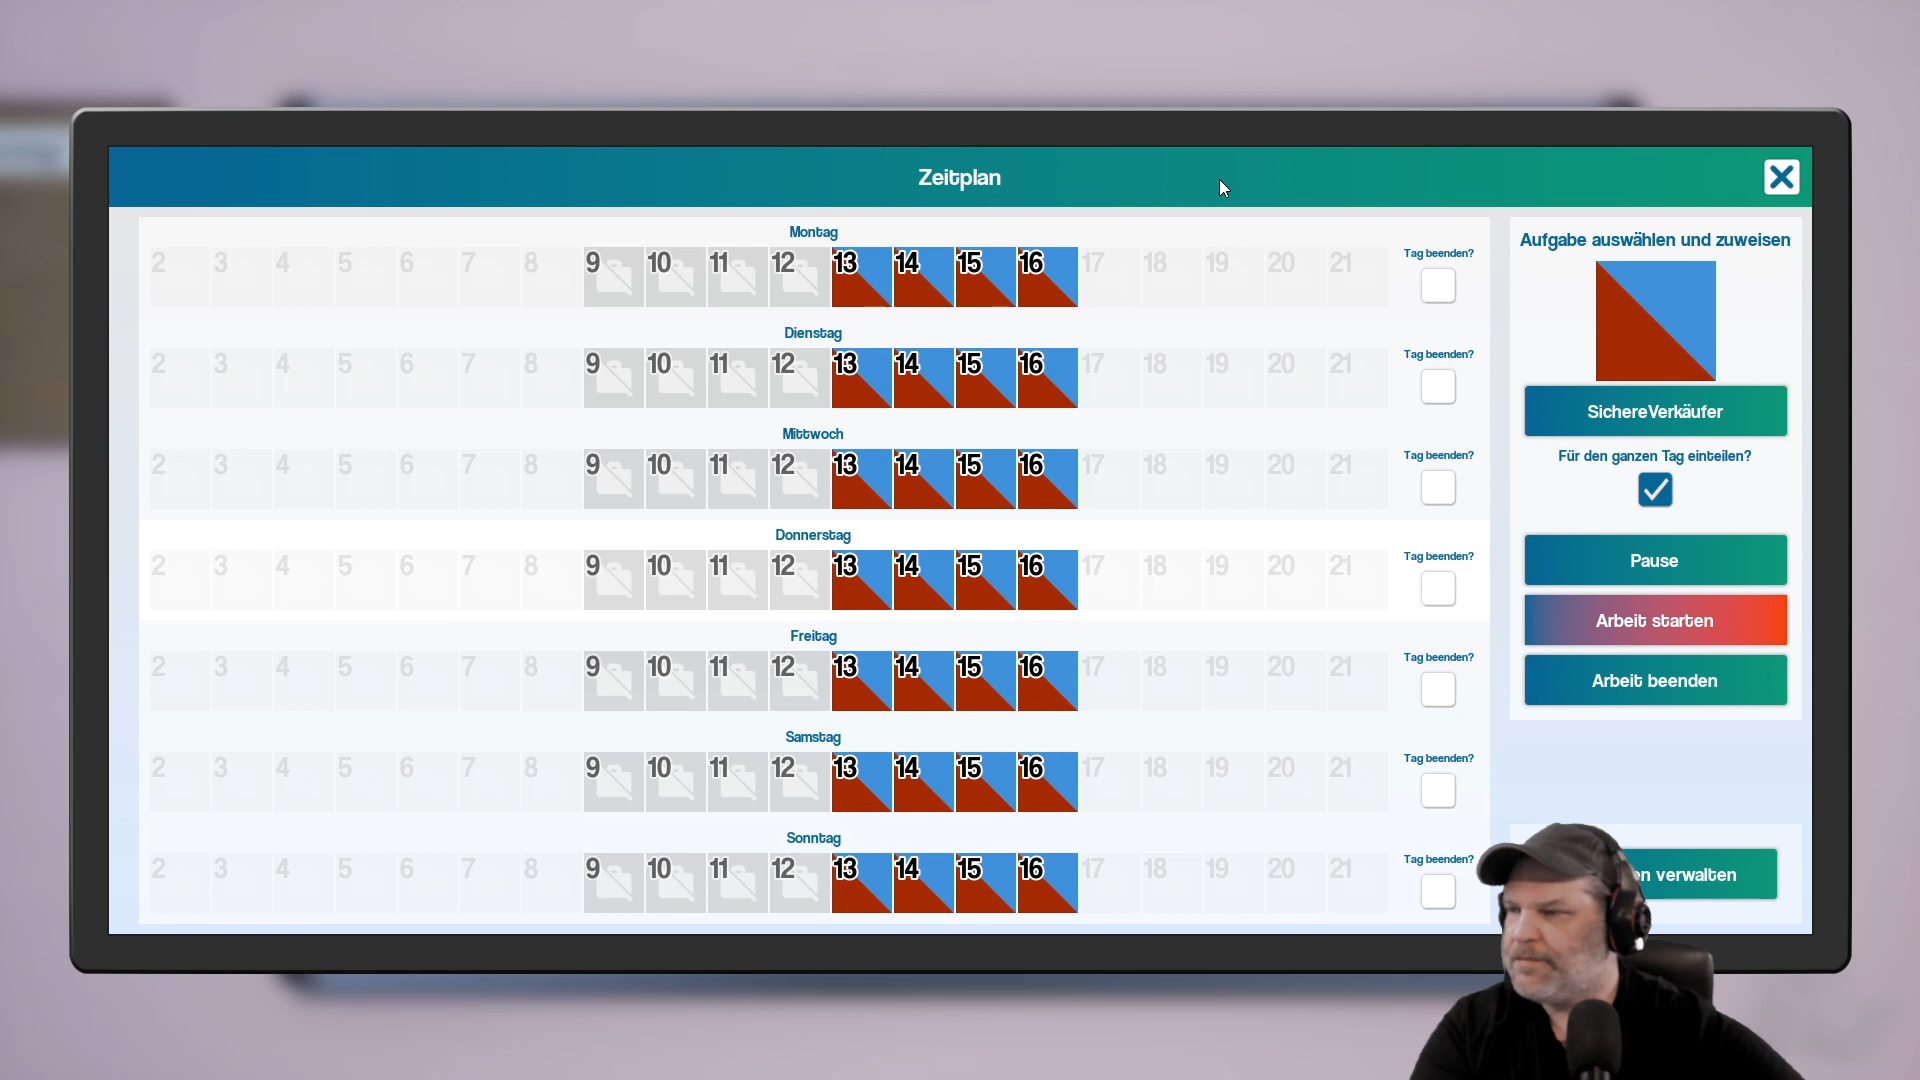 Zeitplan
Montag
2 3 4 5 6 7 8 9 10 11 12 13 14 15 16 17 18 19 20 21
Tag beenden?
Dienstag
2 3 4 5 6 7 8 9 10 11 12 13 14 15 16 17 18 19 20 21
Tag beenden?
Mittwoch
2 3 4 5 6 7 8 9 10 11 12 13 14 15 16 17 18 19 20 21
Tag beenden?
Donnerstag
2 3 4 5 6 7 8 9 10 11 12 13 14 15 16 17 18 19 20 21
Tag beenden?
Freitag
2 3 4 5 6 7 8 9 10 11 12 13 14 15 16 17 18 19 20 21
Tag beenden?
Samstag
2 3 4 5 6 7 8 9 10 11 12 13 14 15 16 17 18 19 20 21
Tag beenden?
Sonntag
2 3 4 5 6 7 8 9 10 11 12 13 14 15 16 17 18 19 20 21
Tag beenden?
Aufgabe auswählen und zuweisen
SichereVerkäufer
Für den ganzen Tag einteilen?
Pause
Arbeit starten
Arbeit beenden
verwalten